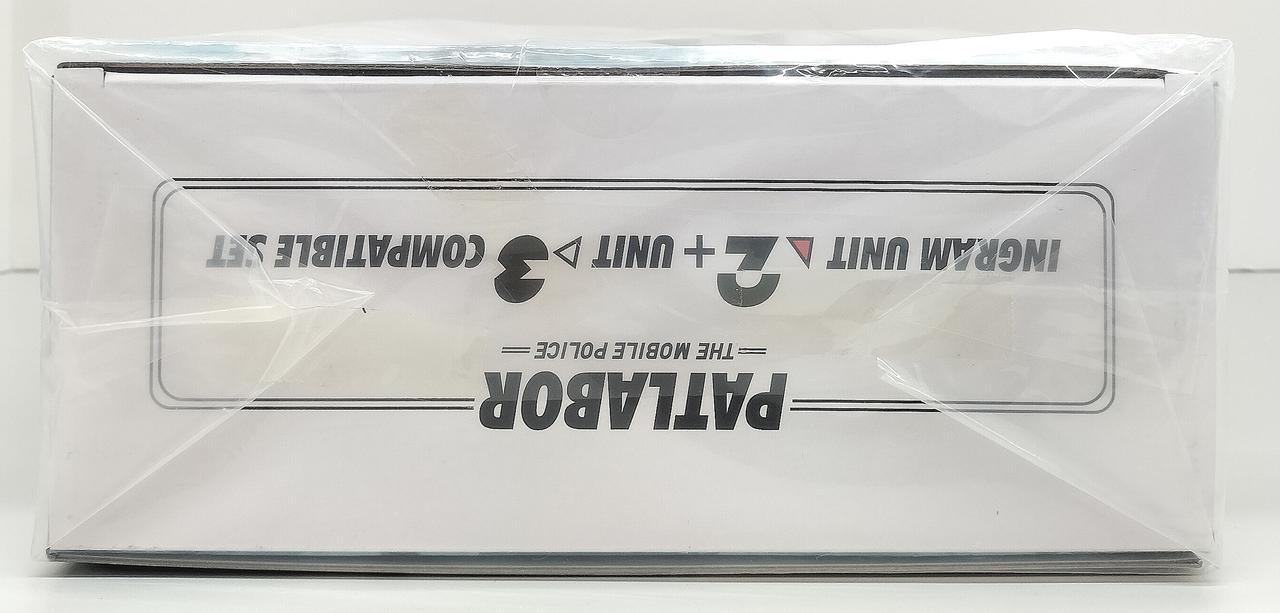 PATLABOR
THE MOBILE POLICE
INGRAM UNIT 2 + UNIT 3 COMPATIBLE SET